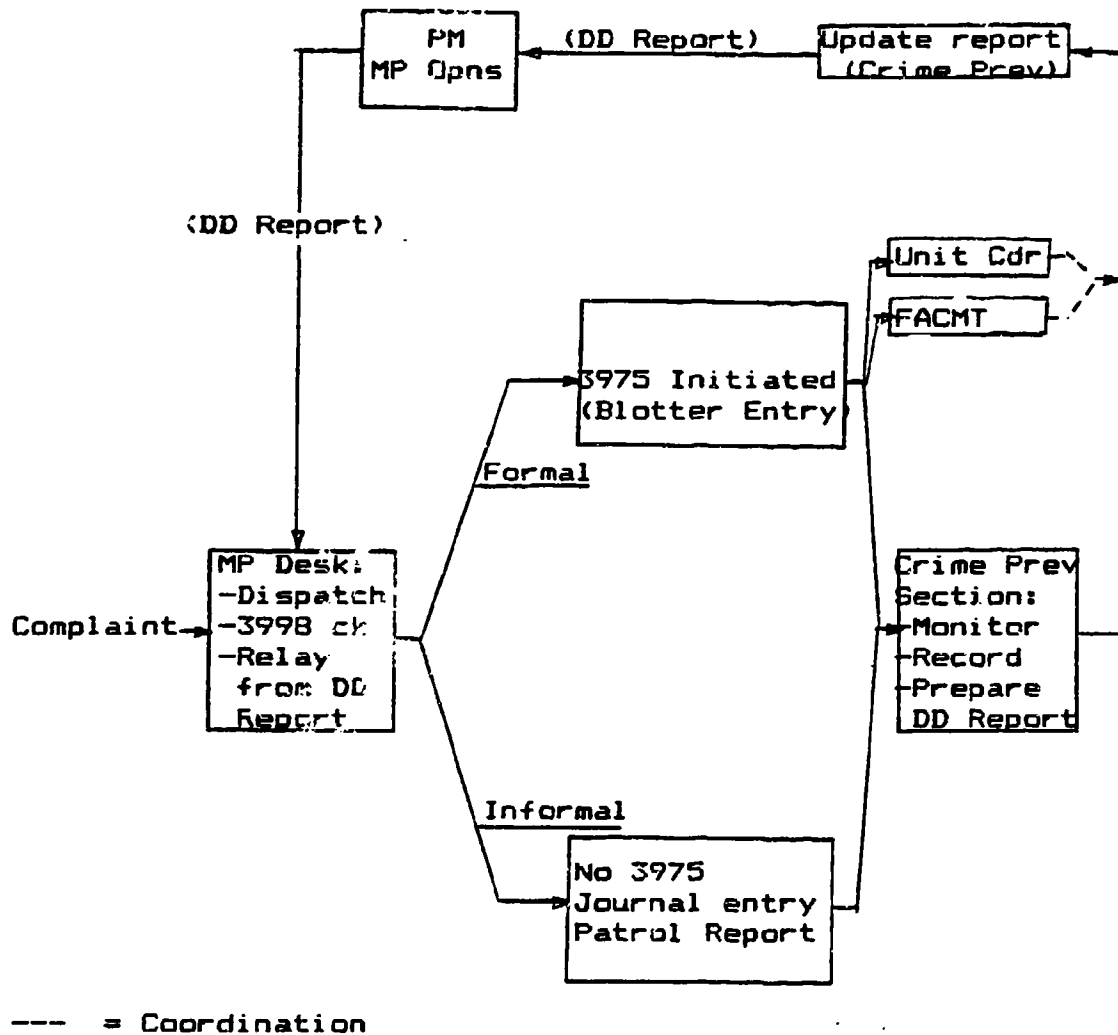 PM
MP Opns
(DD Report)
Update report
(Crime Prev)
(DD Report)
Unit Cdr
FACMT
3975 Initiated
(Blotter Entry)
Formal
Complaint
MP Desk:
-Dispatch
-3998 ck
-Relay
from DD
Report
Crime Prev
Section:
-Monitor
-Record
-Prepare
DD Report
Informal
No 3975
Journal entry
Patrol Report
--- = Coordination